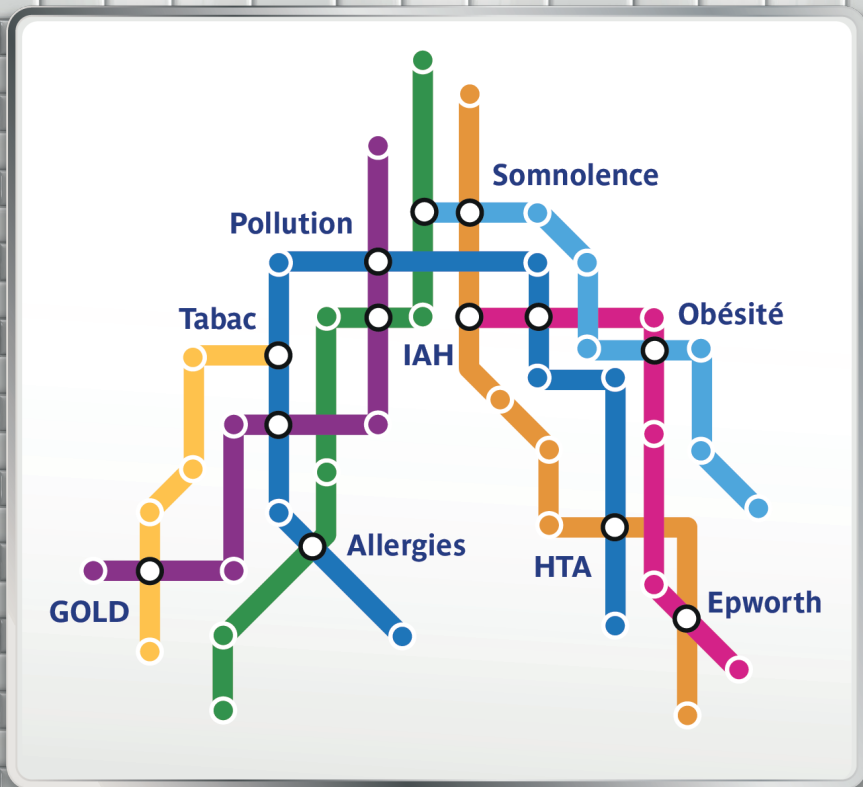 Somnolence
Pollution
Tabac
Obésité
IAH
Allergies
HTA
GOLD
Epworth